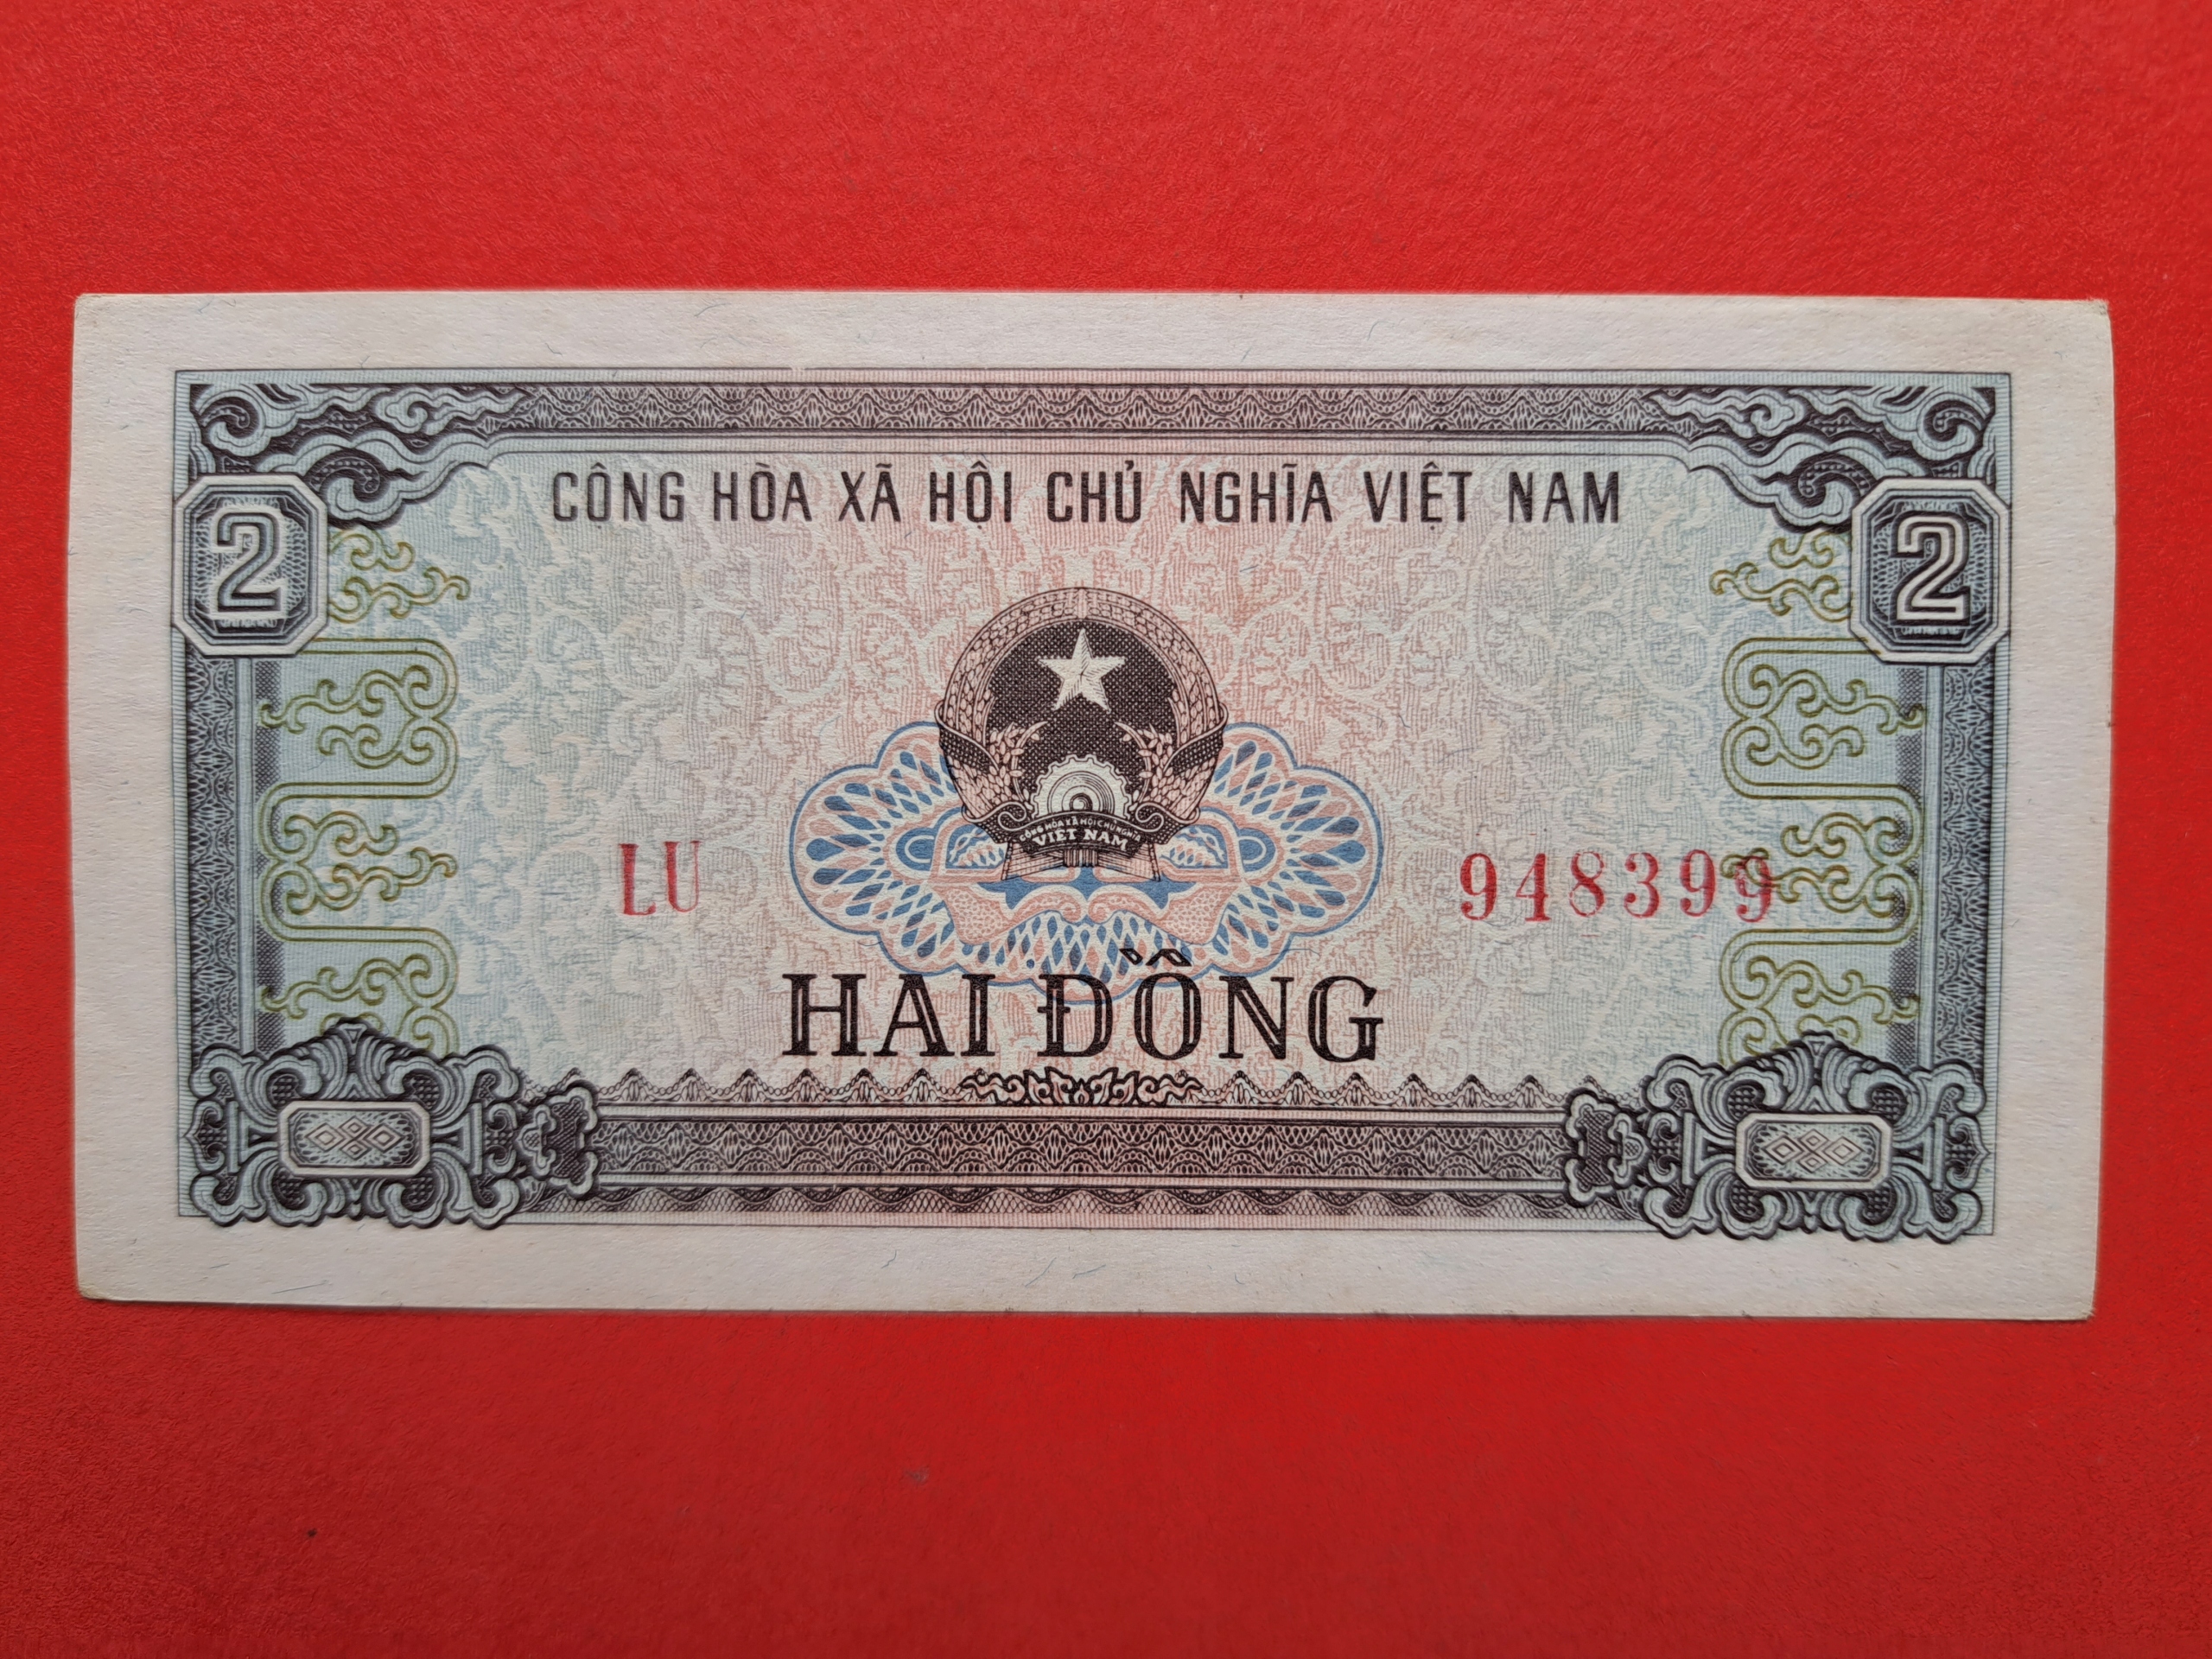 CÔNG HÒA XÃ HỘI CHỦ NGHĨA VIỆT NAM
2
2
CÔNG HÒA XÃ HỘI CHỦ NGHĨA
VIỆT NAM
LU
948399
HAI ĐỒNG